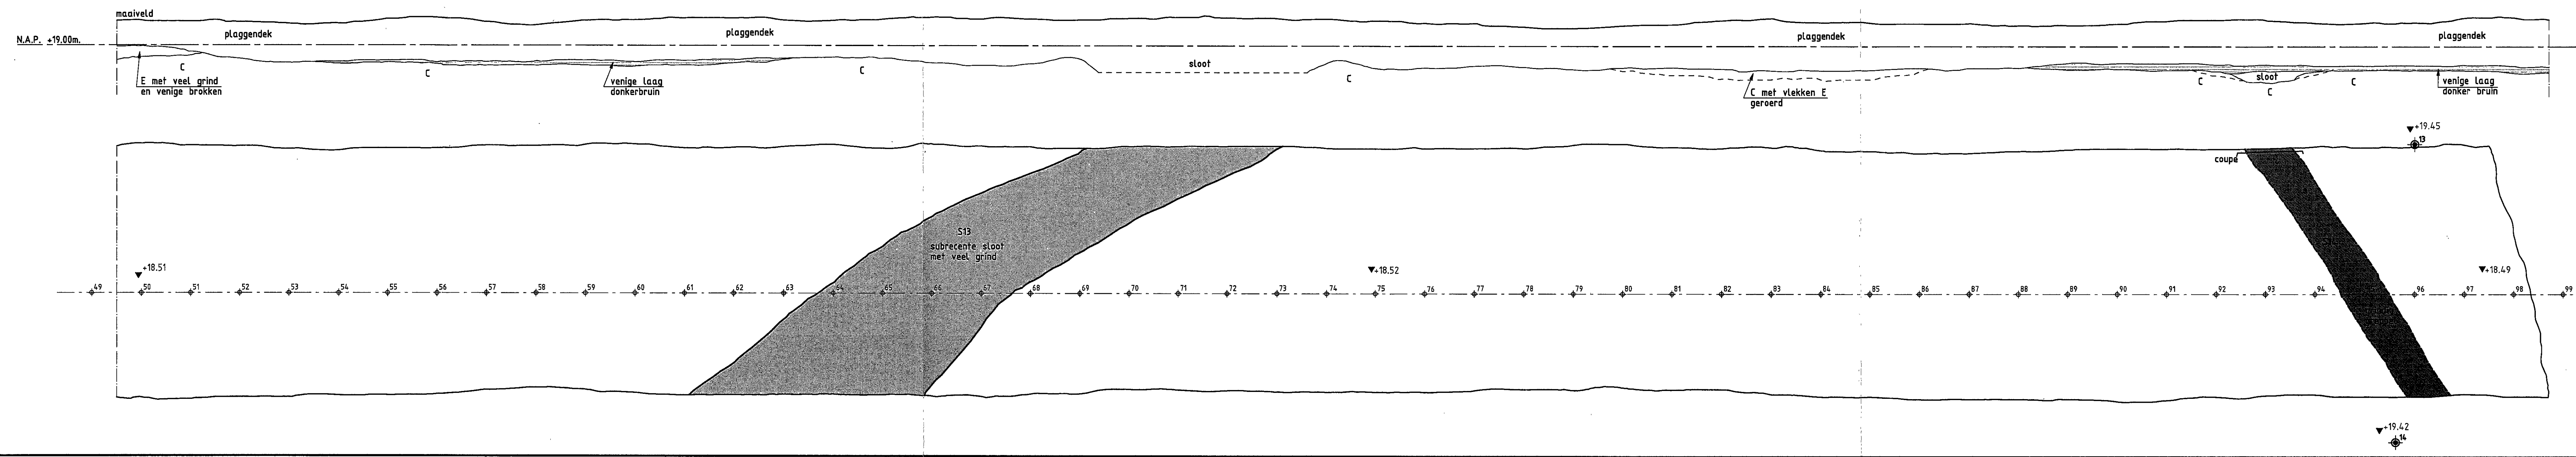 maaiveld
plaggendek
plaggendek
plaggendek
plaggendek
N.A.P. +19.00m.
C
E met veel grind
en venige brokken
C
venige laag
donkerbruin
C
sloot
C
C met vlekken E
geroerd
C
sloot
C
C
venige laag
donker bruin
+19.45
13
coupe
S13
subrecente sloot
met veel grind
+18.51
+18.52
+18.49
49 50 51 52 53 54 55 56 57 58 59 60 61 62 63 64 65 66 67 68 69 70 71 72 73 74 75 76 77 78 79 80 81 82 83 84 85 86 87 88 89 90 91 92 93 94 96 97 98 99
+19.42
14